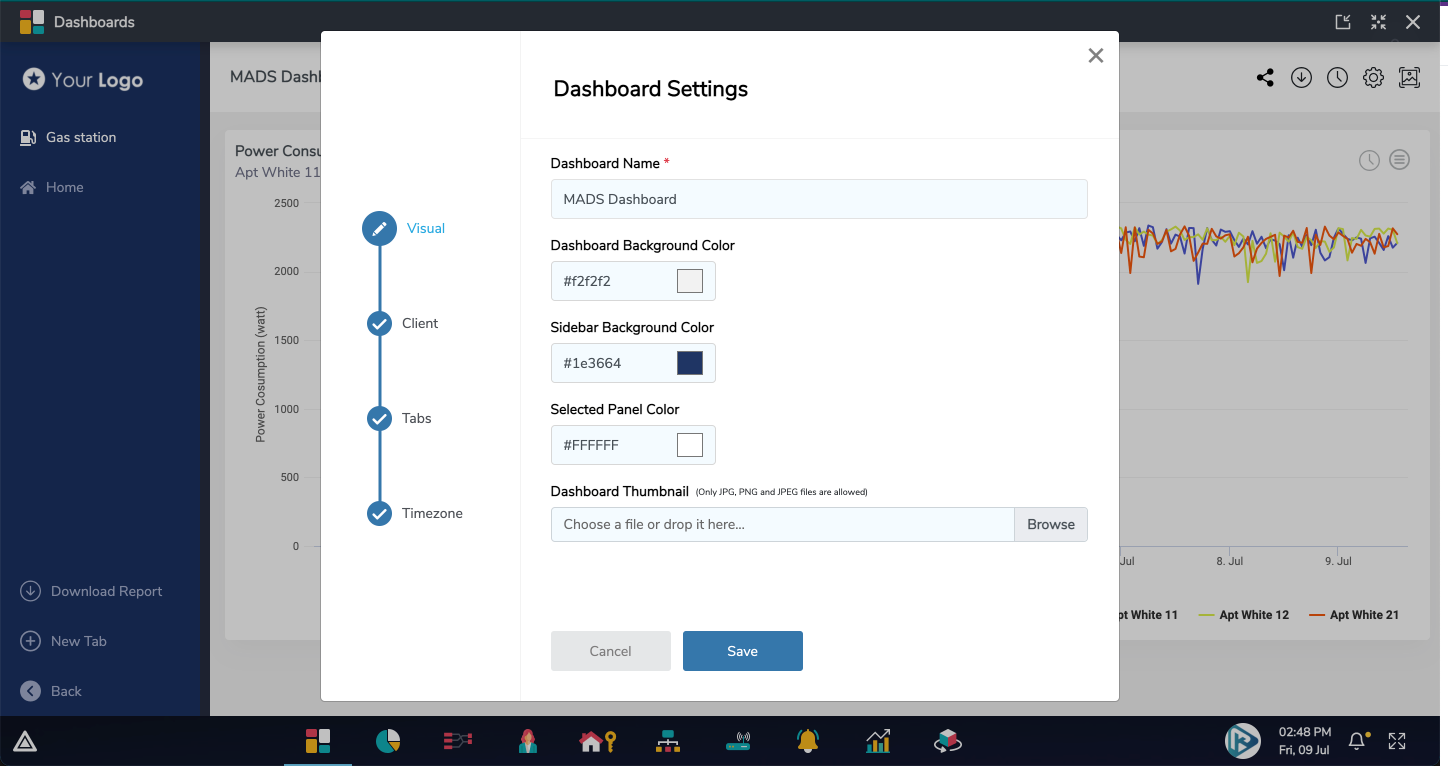 Dashboards
Your Logo
Gas station
Home
Download Report
New Tab
Back
MADS Dashb
Power Consu
Apt White 11
2500
2000
1500
1000
500
0
Power Cosumption (watt)
Visual
Client
Tabs
Timezone
Dashboard Settings
Dashboard Name *
MADS Dashboard
Dashboard Background Color
#f2f2f2
Sidebar Background Color
#1e3664
Selected Panel Color
#FFFFFF
Dashboard Thumbnail (Only JPG, PNG and JPEG files are allowed)
Choose a file or drop it here...
Browse
Cancel
Save
Jul
8. Jul
9. Jul
pt White 11
Apt White 12
Apt White 21
02:48 PM
Fri, 09 Jul